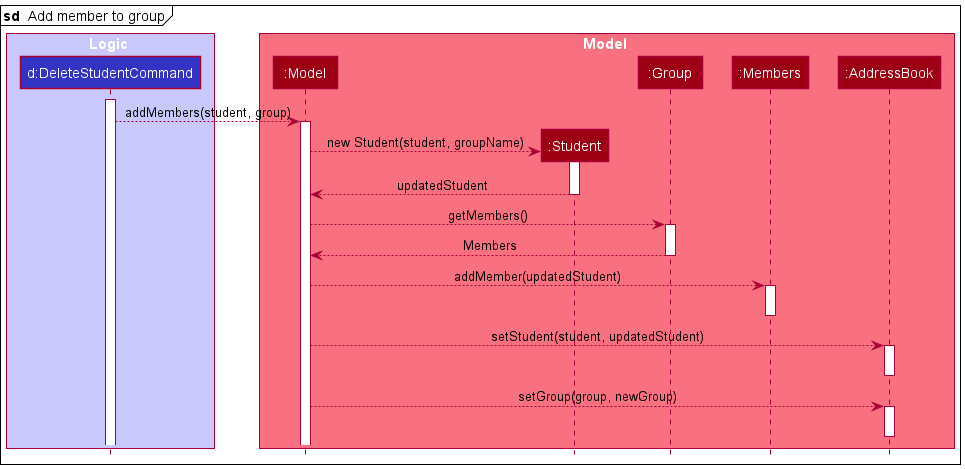 sd Add member to group
Logic
Model
d:DeleteStudentCommand
:Model
:Group
:Members
:AddressBook
addMembers(student, group)
new Student(student, groupName)
:Student
updatedStudent
getMembers()
Members
addMember(updatedStudent)
setStudent(student, updatedStudent)
setGroup(group, newGroup)